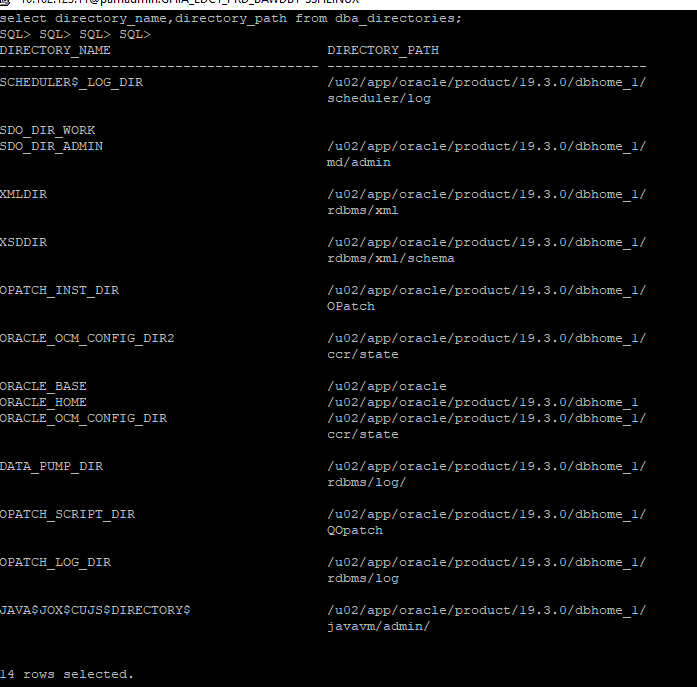 select directory_name,directory_path from dba_directories;
SQL> SQL> SQL> SQL>
DIRECTORY_NAME DIRECTORY_PATH
---------------------------------------- ----------------------------------------
SCHEDULER$_LOG_DIR /u02/app/oracle/product/19.3.0/dbhome_1/
scheduler/log
SDO_DIR_WORK
SDO_DIR_ADMIN /u02/app/oracle/product/19.3.0/dbhome_1/
md/admin
XMLDIR /u02/app/oracle/product/19.3.0/dbhome_1/
rdbms/xml
XSDDIR /u02/app/oracle/product/19.3.0/dbhome_1/
rdbms/xml/schema
OPATCH_INST_DIR /u02/app/oracle/product/19.3.0/dbhome_1/
OPatch
ORACLE_OCM_CONFIG_DIR2 /u02/app/oracle/product/19.3.0/dbhome_1/
ccr/state
ORACLE_BASE /u02/app/oracle
ORACLE_HOME /u02/app/oracle/product/19.3.0/dbhome_1
ORACLE_OCM_CONFIG_DIR /u02/app/oracle/product/19.3.0/dbhome_1/
ccr/state
DATA_PUMP_DIR /u02/app/oracle/product/19.3.0/dbhome_1/
rdbms/log/
OPATCH_SCRIPT_DIR /u02/app/oracle/product/19.3.0/dbhome_1/
QOpatch
OPATCH_LOG_DIR /u02/app/oracle/product/19.3.0/dbhome_1/
rdbms/log
JAVA$JOX$CUJS$DIRECTORY$ /u02/app/oracle/product/19.3.0/dbhome_1/
javavm/admin/
14 rows selected.